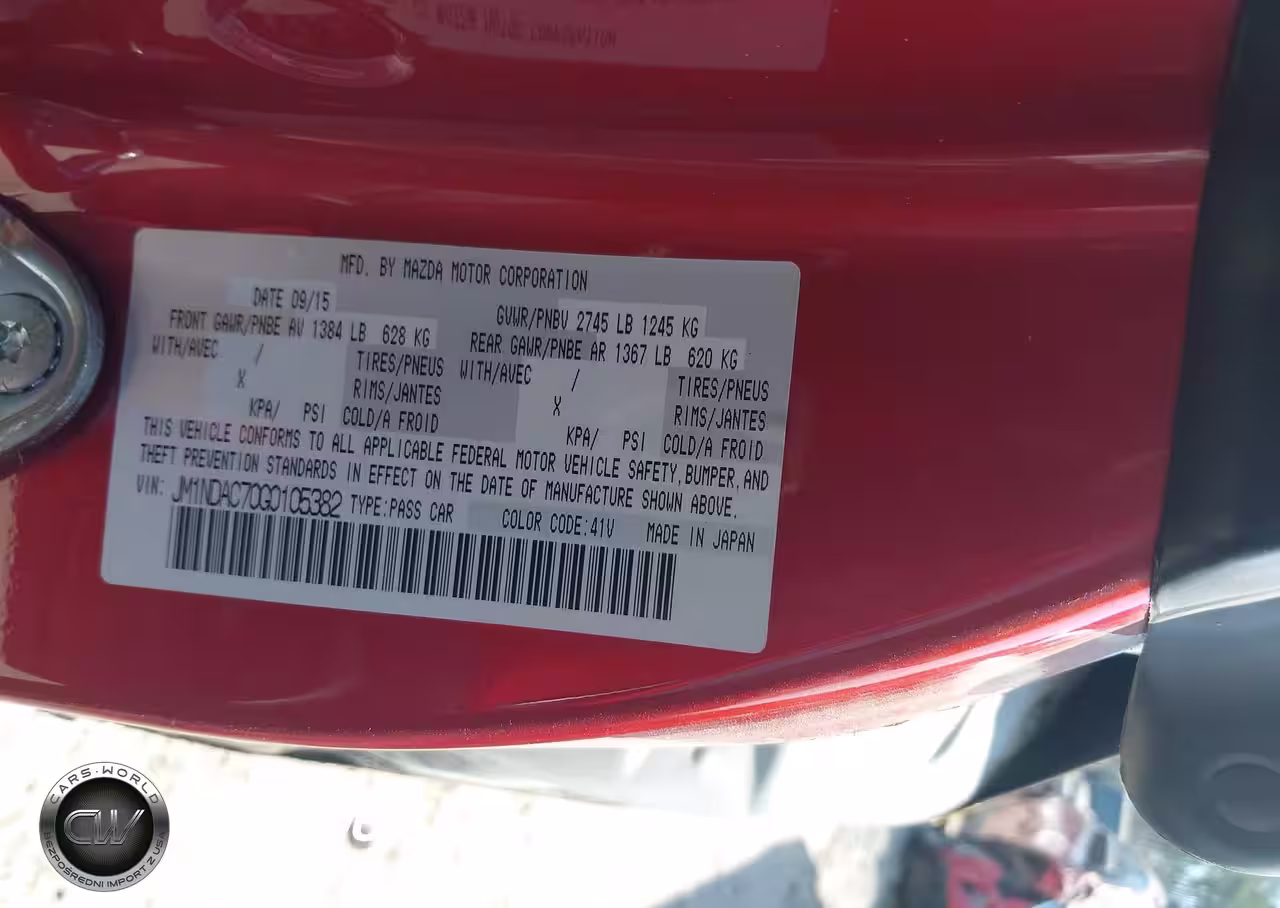 MFD. BY MAZDA MOTOR CORPORATION
DATE 09/15 GVWR/PNBV 2745 LB 1245 KG
FRONT GAWR/PNBE AV 1384 LB 628 KG REAR GAWR/PNBE AR 1367 LB 620 KG
WITH/AVEC / TIRES/PNEUS WITH/AVEC / TIRES/PNEUS
X RIMS/JANTES X RIMS/JANTES
KPA/ PSI COLD/A FROID KPA/ PSI COLD/A FROID
THIS VEHICLE CONFORMS TO ALL APPLICABLE FEDERAL MOTOR VEHICLE SAFETY, BUMPER, AND
THEFT PREVENTION STANDARDS IN EFFECT ON THE DATE OF MANUFACTURE SHOWN ABOVE.
VIN: JM1NDAC70G0105382 TYPE:PASS CAR COLOR CODE:41V MADE IN JAPAN
CARS-WORLD
CW
BEZPOŚREDNI IMPORT Z USA